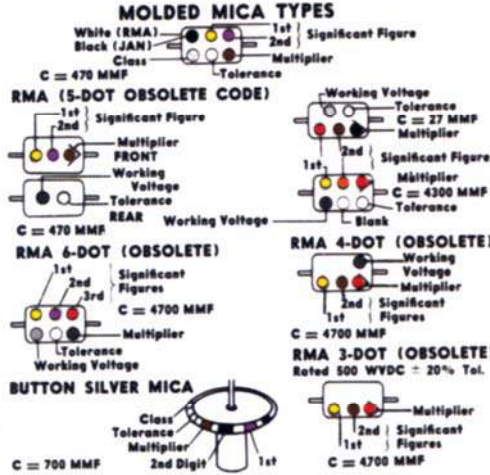 MOLDED MICA TYPES
White (RMA)
Black (JAN)
Class
1st
2nd
Significant Figure
Multiplier
Tolerance
C = 470 MMF
RMA (5-DOT OBSOLETE CODE)
1st
2nd
Significant Figure
Multiplier
FRONT
Working
Voltage
Tolerance
REAR
C = 470 MMF
Working Voltage
Tolerance
C = 27 MMF
Multiplier
2nd
1st
Significant Figure
Multiplier
C = 4300 MMF
Tolerance
Working Voltage
Blank
RMA 6-DOT (OBSOLETE)
1st
2nd
3rd
Significant
Figures
C = 4700 MMF
Multiplier
Tolerance
Working Voltage
RMA 4-DOT (OBSOLETE)
Working
Voltage
Multiplier
2nd
1st
Significant
Figures
C = 4700 MMF
BUTTON SILVER MICA
Class
Tolerance
Multiplier
2nd Digit
1st
C = 700 MMF
RMA 3-DOT (OBSOLETE)
Rated 500 WVDC ± 20% Tol.
Multiplier
2nd
1st
Significant
Figures
C = 4700 MMF